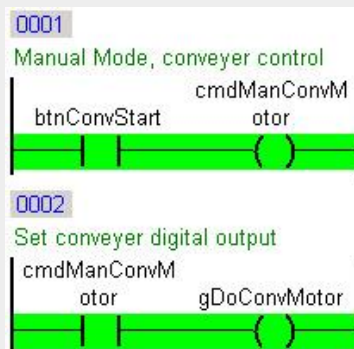 0001
Manual Mode, conveyer control
cmdManConvM
btnConvStart otor
0002
Set conveyer digital output
cmdManConvM
otor gDoConvMotor